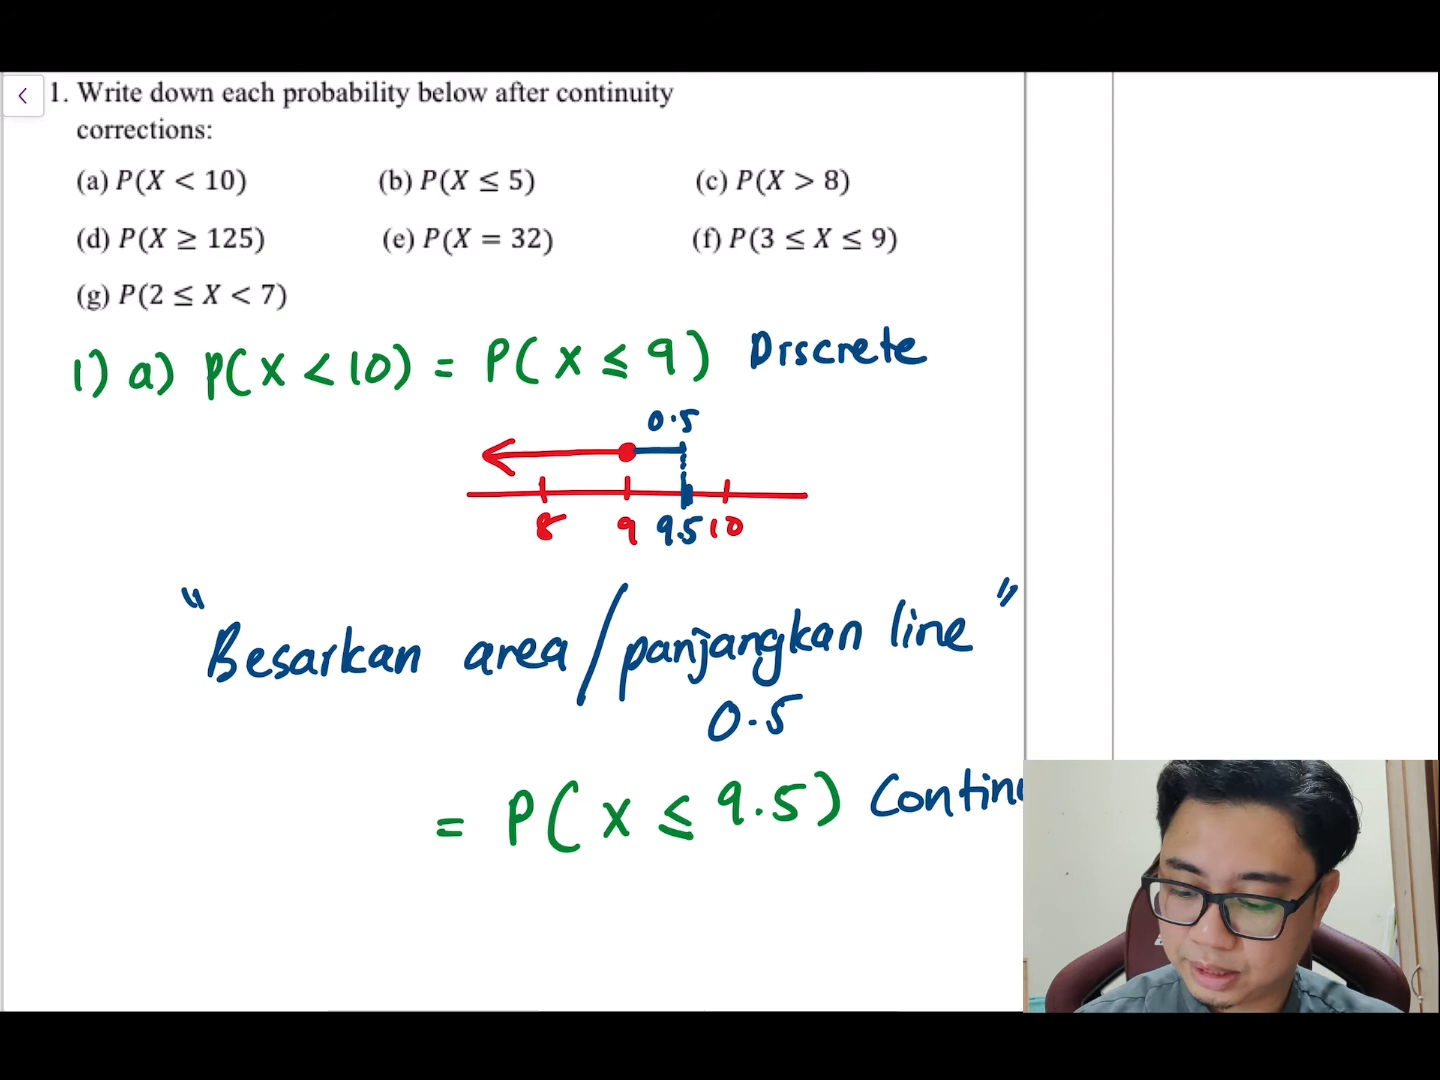 1. Write down each probability below after continuity
corrections:
(a) P(X < 10) (b) P(X ≤ 5) (c) P(X > 8)
(d) P(X ≥ 125) (e) P(X = 32) (f) P(3 ≤ X ≤ 9)
(g) P(2 ≤ X < 7)
1) a) P(X < 10) = P(X ≤ 9) Discrete
0.5
8 9 9.5 10
"Besarkan area/panjangkan line"
0.5
= P(X ≤ 9.5) Contin